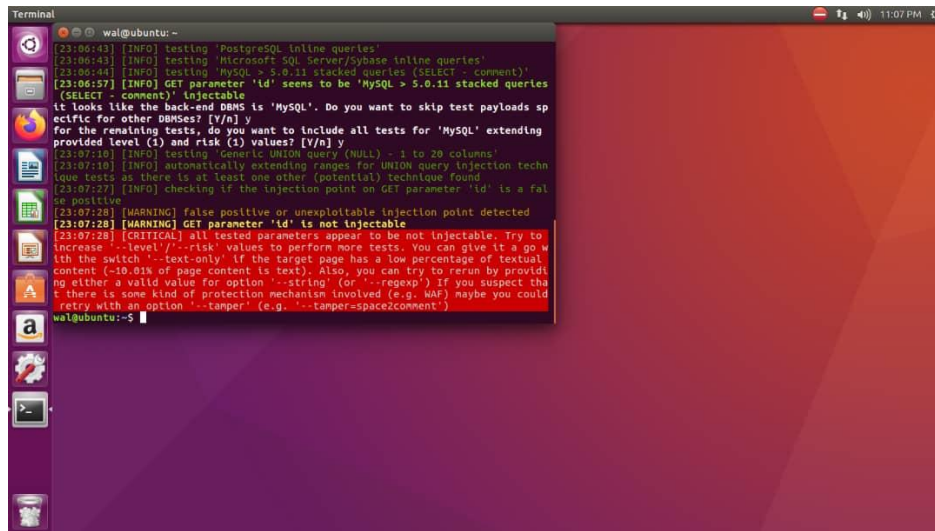 Terminal
11:07 PM
wal@ubuntu: ~
[23:06:43] [INFO] testing 'PostgreSQL inline queries'
[23:06:43] [INFO] testing 'Microsoft SQL Server/Sybase inline queries'
[23:06:44] [INFO] testing 'MySQL > 5.0.11 stacked queries (SELECT - comment)'
[23:06:57] [INFO] GET parameter 'id' seems to be 'MySQL > 5.0.11 stacked queries
(SELECT - comment)' injectable
it looks like the back-end DBMS is 'MySQL'. Do you want to skip test payloads sp
ecific for other DBMSes? [Y/n] y
for the remaining tests, do you want to include all tests for 'MySQL' extending
provided level (1) and risk (1) values? [Y/n] y
[23:07:10] [INFO] testing 'Generic UNION query (NULL) - 1 to 20 columns'
[23:07:10] [INFO] automatically extending ranges for UNION query injection techn
ique tests as there is at least one other (potential) technique found
[23:07:27] [INFO] checking if the injection point on GET parameter 'id' is a fal
se positive
[23:07:28] [WARNING] false positive or unexploitable injection point detected
[23:07:28] [WARNING] GET parameter 'id' is not injectable
[23:07:28] [CRITICAL] all tested parameters appear to be not injectable. Try to
increase '--level'/'--risk' values to perform more tests. You can give it a go w
ith the switch '--text-only' if the target page has a low percentage of textual
content (~10.01% of page content is text). Also, you can try to rerun by providi
ng either a valid value for option '--string' (or '--regexp') If you suspect tha
t there is some kind of protection mechanism involved (e.g. WAF) maybe you could
retry with an option '--tamper' (e.g. '--tamper=space2comment')
wal@ubuntu:~$